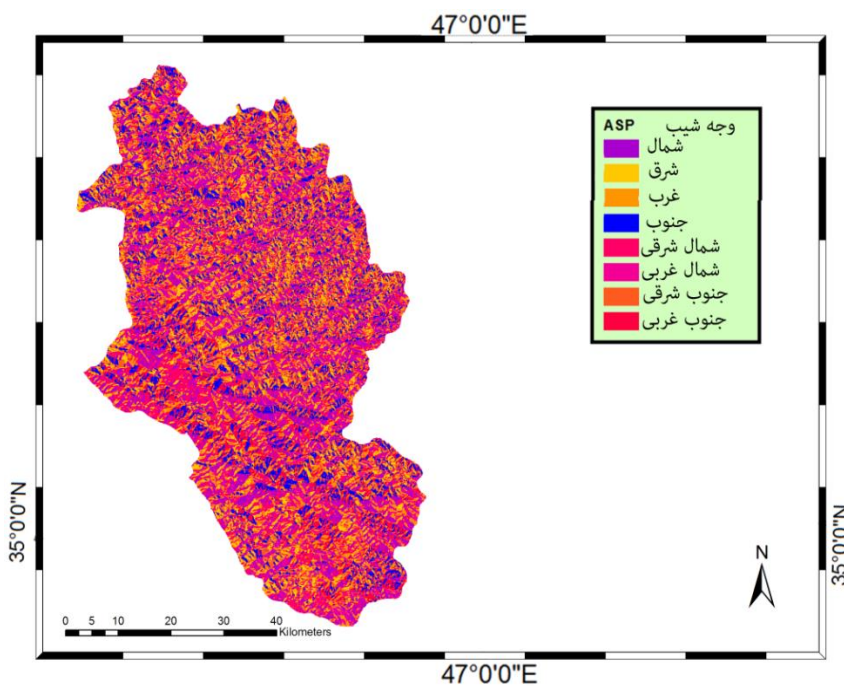 47°0'0"E
ASP وجه شیب
شمال
شرق
غرب
جنوب
شمال شرقی
شمال غربی
جنوب شرقی
جنوب غربی
35°0'0"N
35°0'0"N
N
0 5 10 20 30 40
Kilometers
47°0'0"E